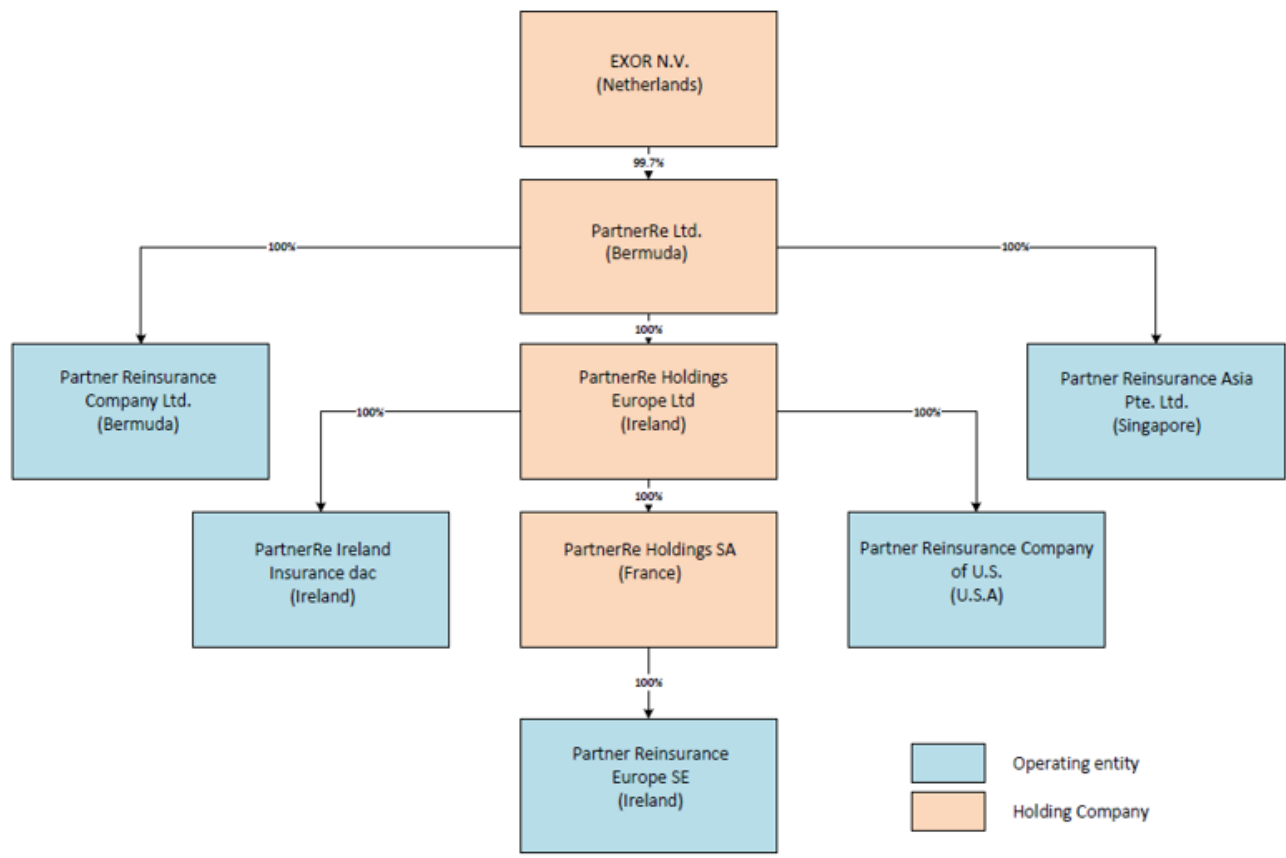 EXOR N.V.
(Netherlands)
99.7%
PartnerRe Ltd.
(Bermuda)
100%
100%
100%
Partner Reinsurance
Company Ltd.
(Bermuda)
PartnerRe Holdings
Europe Ltd
(Ireland)
Partner Reinsurance Asia
Pte. Ltd.
(Singapore)
100%
100%
100%
PartnerRe Ireland
Insurance dac
(Ireland)
PartnerRe Holdings SA
(France)
Partner Reinsurance Company
of U.S.
(U.S.A)
100%
Partner Reinsurance
Europe SE
(Ireland)
Operating entity
Holding Company